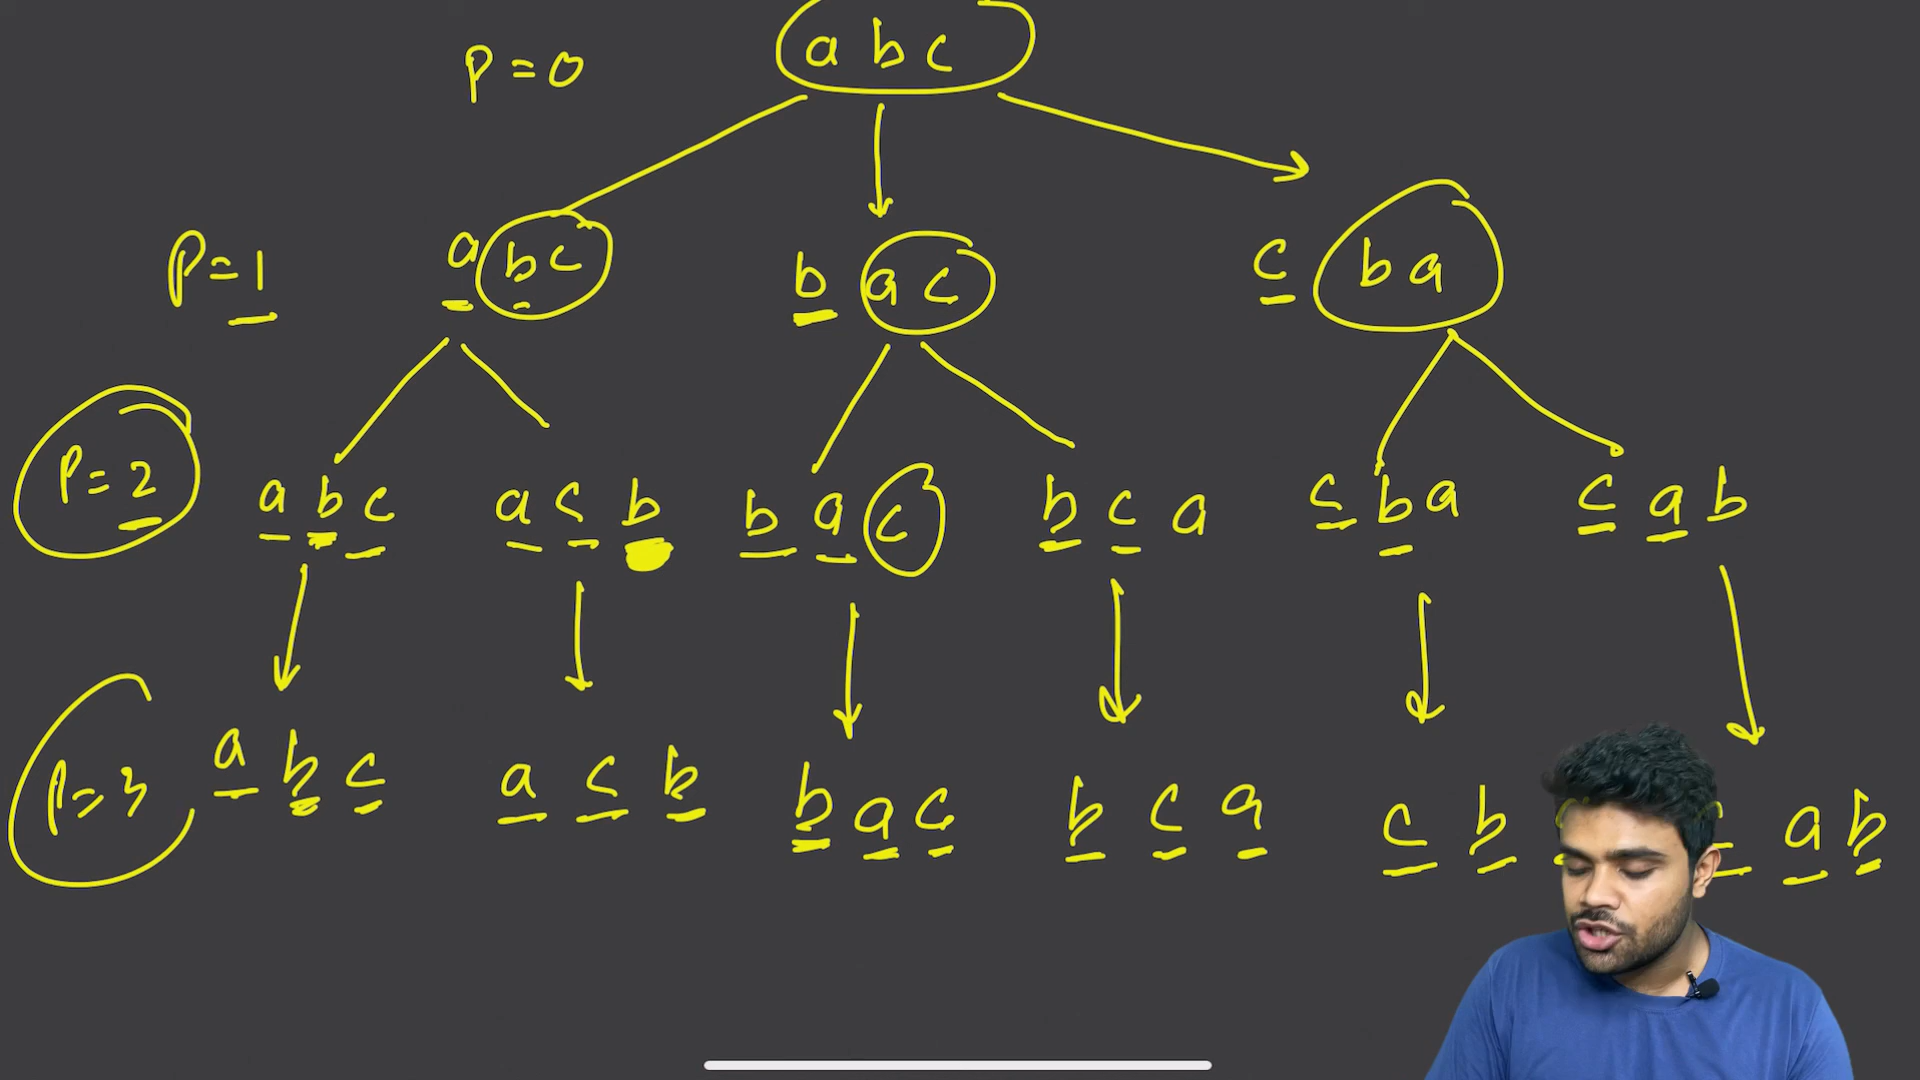 P = 0 a b c
P = 1 a b c b a c c b a
P = 2 a b c a c b b a c b c a c b a c a b
P = 3 a b c a c b b a c b c a c b a b